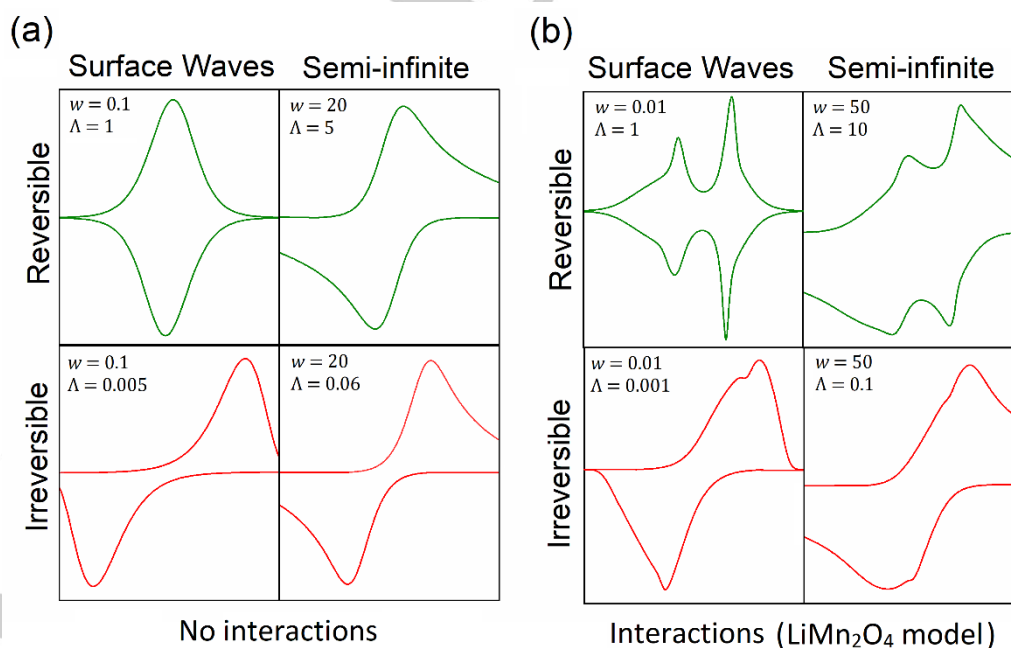 (a)
Surface Waves
Semi-infinite
Reversible
w = 0.1
Λ = 1
w = 20
Λ = 5
Irreversible
w = 0.1
Λ = 0.005
w = 20
Λ = 0.06
No interactions
(b)
Surface Waves
Semi-infinite
Reversible
w = 0.01
Λ = 1
w = 50
Λ = 10
Irreversible
w = 0.01
Λ = 0.001
w = 50
Λ = 0.1
Interactions (LiMn₂O₄ model)